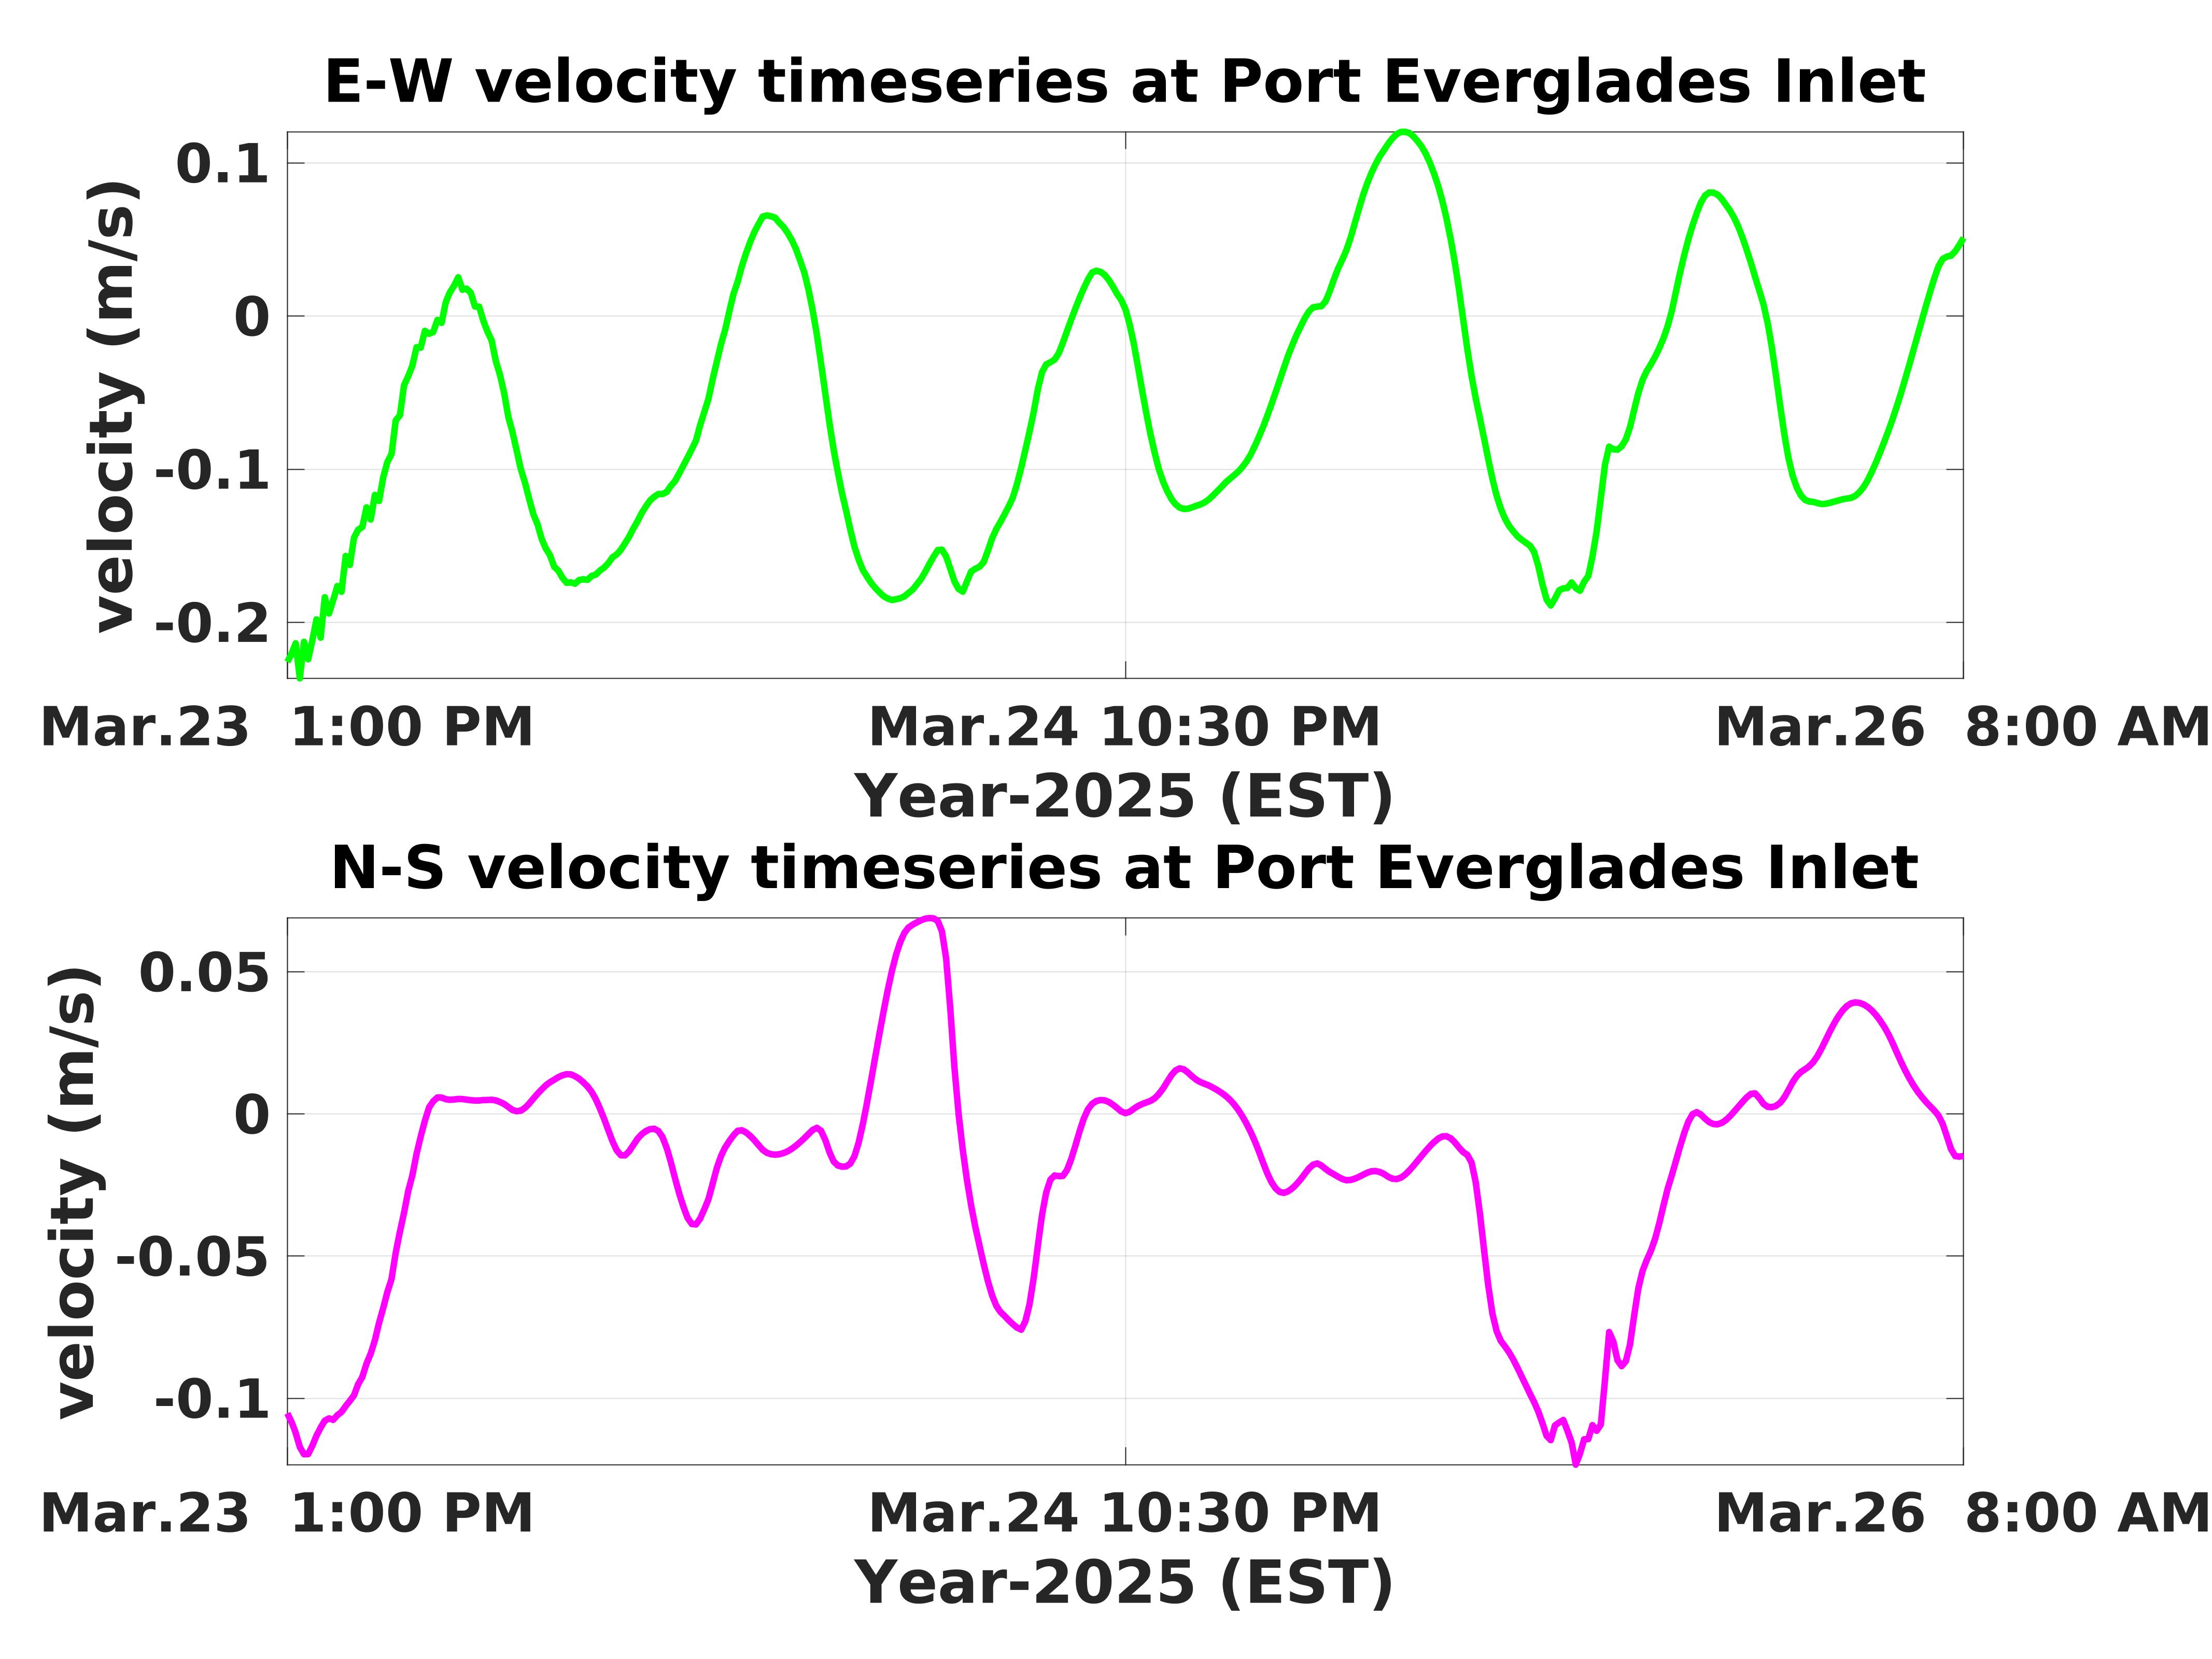 E-W velocity timeseries at Port Everglades Inlet
velocity (m/s)
0.1
0
-0.1
-0.2
Mar.23 1:00 PM
Mar.24 10:30 PM
Mar.26 8:00 AM
Year-2025 (EST)
N-S velocity timeseries at Port Everglades Inlet
velocity (m/s)
0.05
0
-0.05
-0.1
Mar.23 1:00 PM
Mar.24 10:30 PM
Mar.26 8:00 AM
Year-2025 (EST)